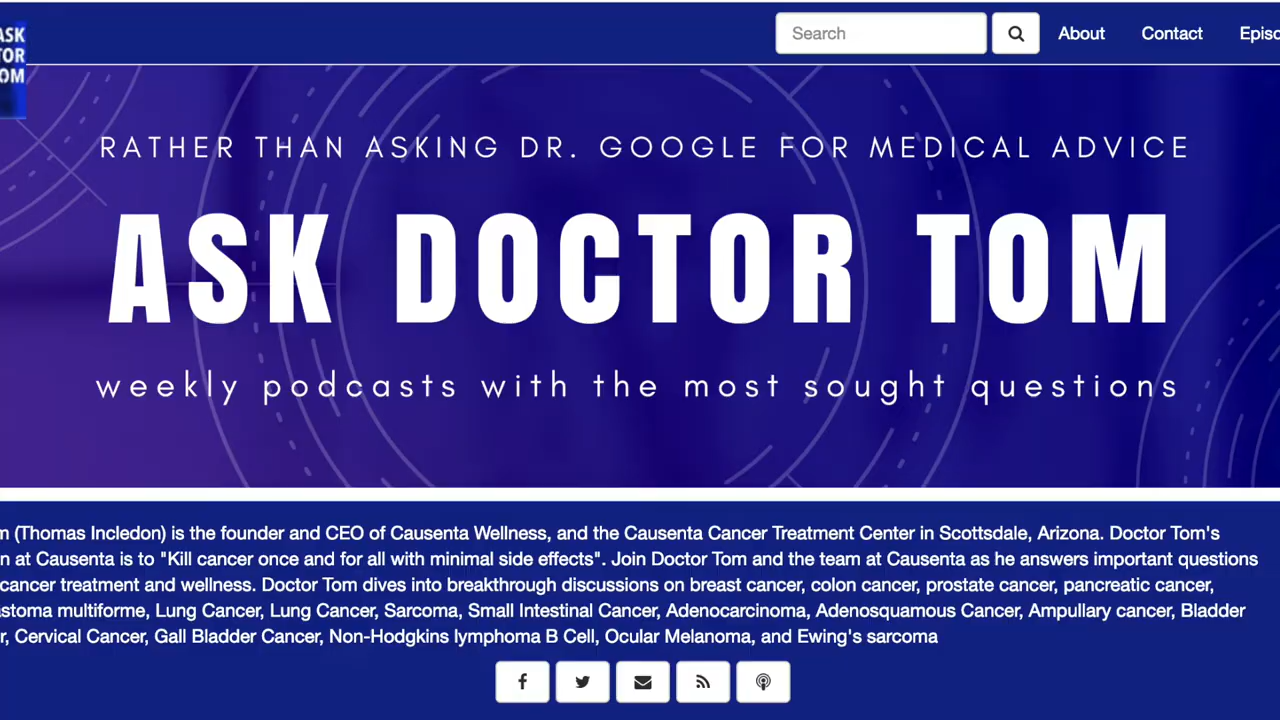 ASK
TOR
OM
Search
About
Contact
Episo
RATHER THAN ASKING DR. GOOGLE FOR MEDICAL ADVICE
ASK DOCTOR TOM
weekly podcasts with the most sought questions
m (Thomas Incledon) is the founder and CEO of Causenta Wellness, and the Causenta Cancer Treatment Center in Scottsdale, Arizona. Doctor Tom's
n at Causenta is to "Kill cancer once and for all with minimal side effects". Join Doctor Tom and the team at Causenta as he answers important questions
cancer treatment and wellness. Doctor Tom dives into breakthrough discussions on breast cancer, colon cancer, prostate cancer, pancreatic cancer,
astoma multiforme, Lung Cancer, Lung Cancer, Sarcoma, Small Intestinal Cancer, Adenocarcinoma, Adenosquamous Cancer, Ampullary cancer, Bladder
r, Cervical Cancer, Gall Bladder Cancer, Non-Hodgkins lymphoma B Cell, Ocular Melanoma, and Ewing's sarcoma